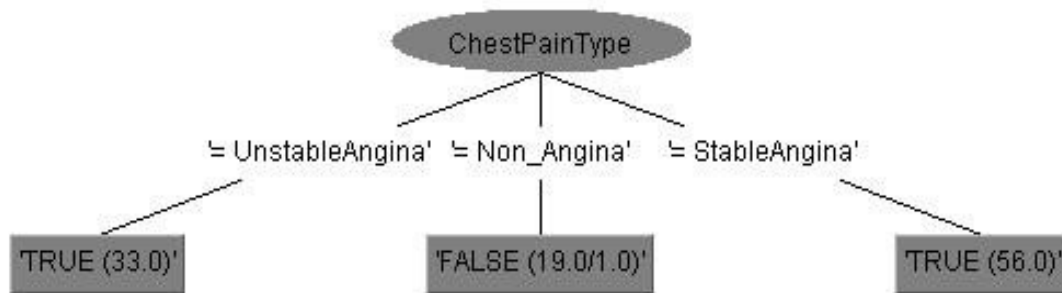 ChestPainType
'= UnstableAngina' '= Non_Angina' '= StableAngina'
'TRUE (33.0)' 'FALSE (19.0/1.0)' 'TRUE (56.0)'